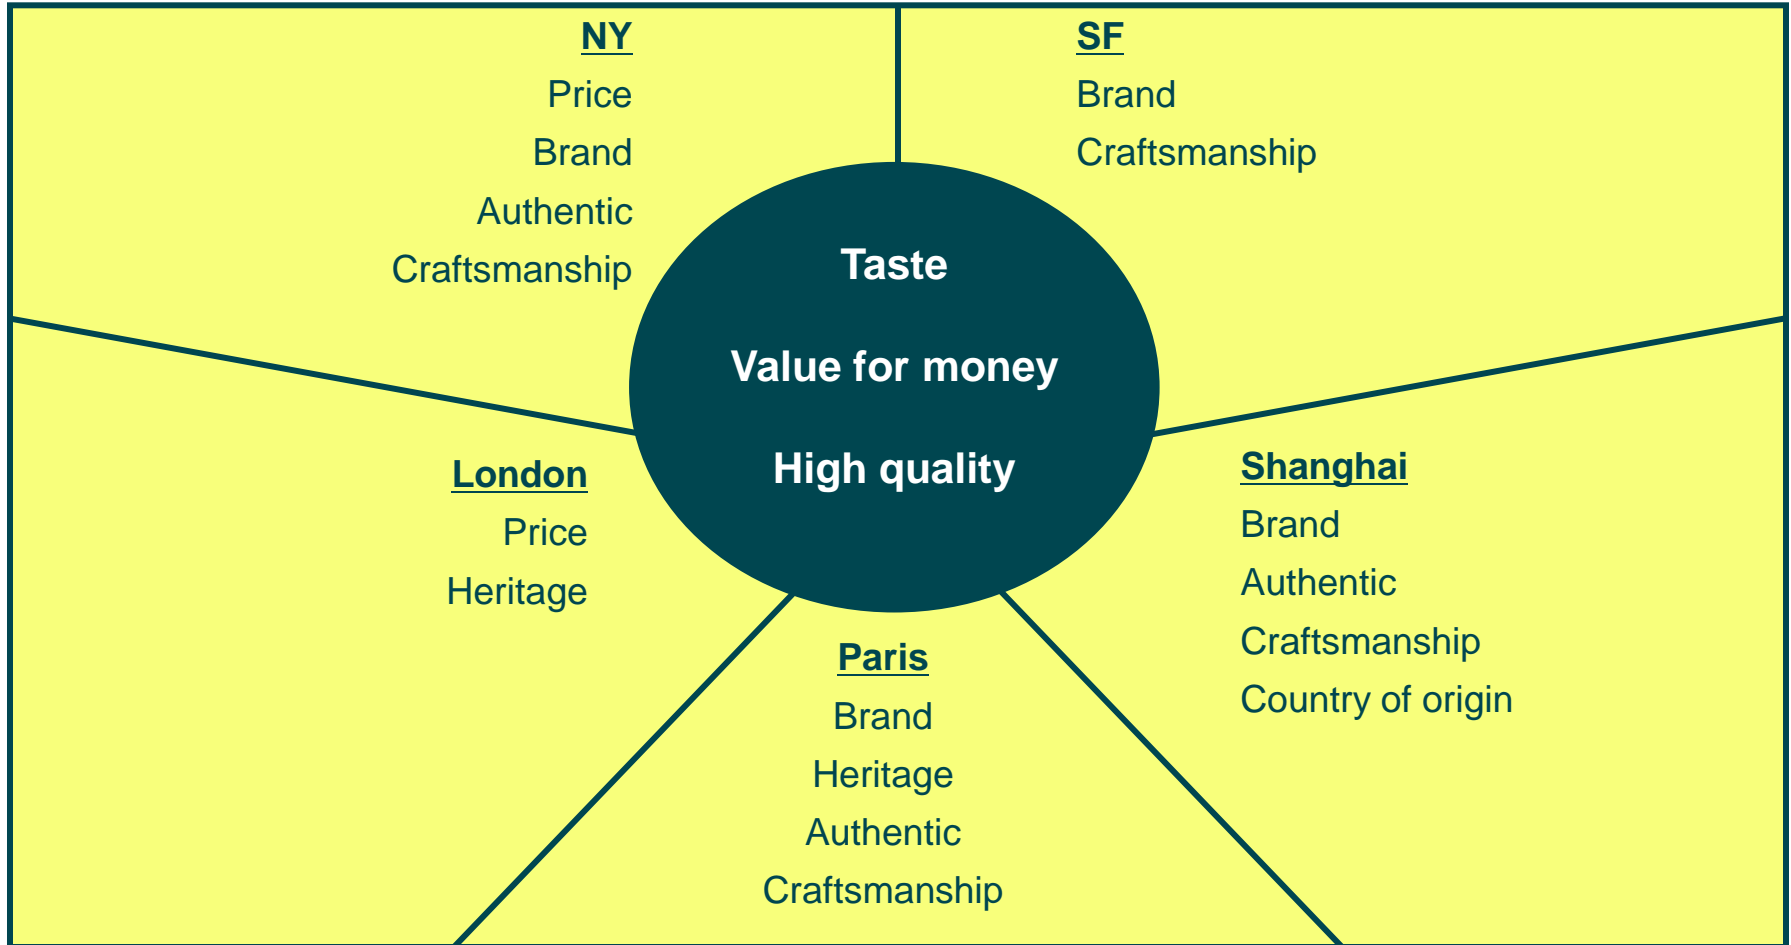 NY
Price
Brand
Authentic
Craftsmanship
SF
Brand
Craftsmanship
Taste
Value for money
High quality
London
Price
Heritage
Paris
Brand
Heritage
Authentic
Craftsmanship
Shanghai
Brand
Authentic
Craftsmanship
Country of origin